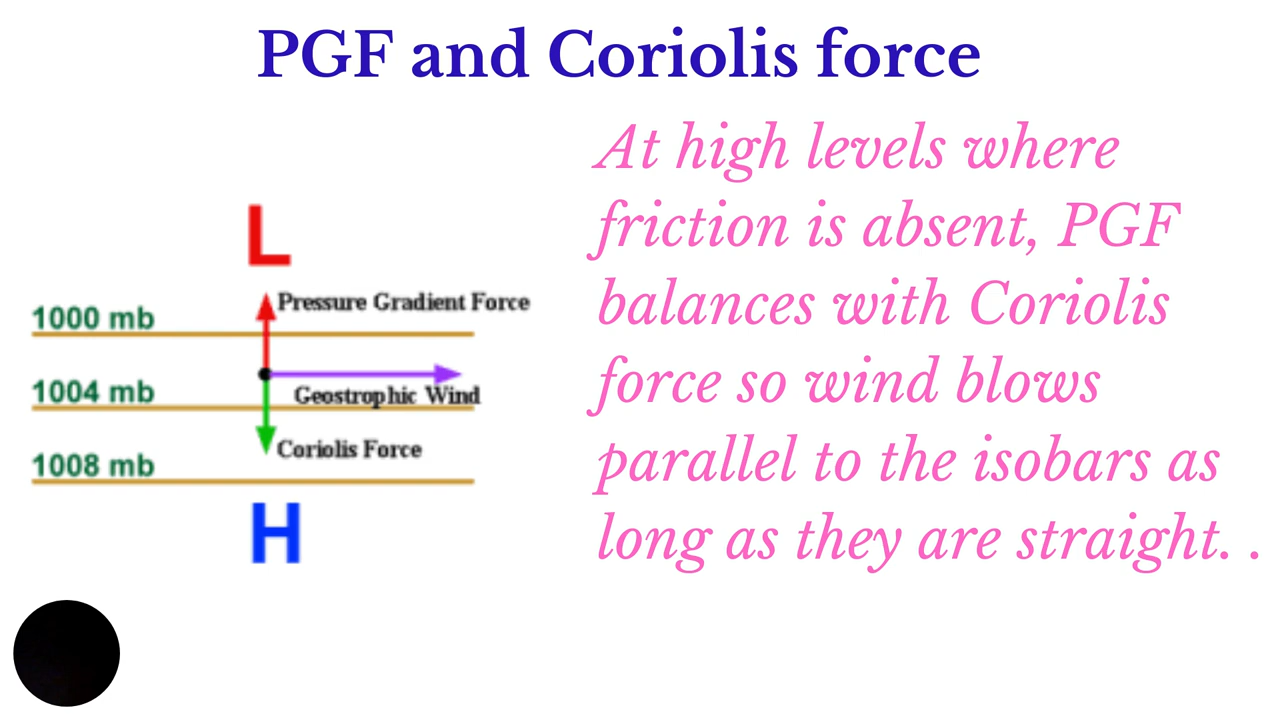 PGF and Coriolis force
L
Pressure Gradient Force
1000 mb
Geostrophic Wind
1004 mb
Coriolis Force
1008 mb
H
At high levels where
friction is absent, PGF
balances with Coriolis
force so wind blows
parallel to the isobars as
long as they are straight. .